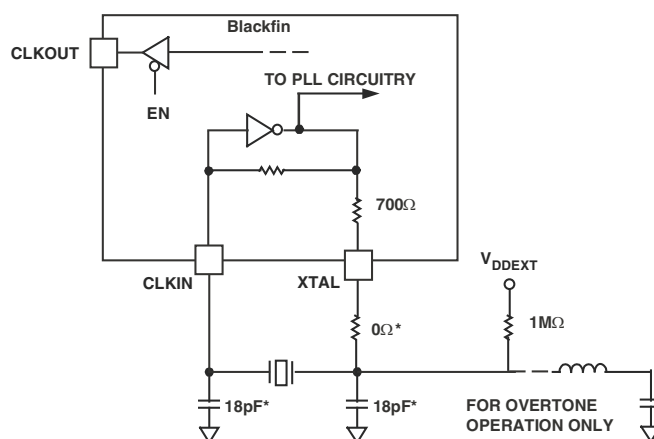 Blackfin
CLKOUT
TO PLL CIRCUITRY
EN
700Ω
CLKIN
XTAL
V_DDEXT
0Ω*
1MΩ
18pF*
18pF*
FOR OVERTONE
OPERATION ONLY